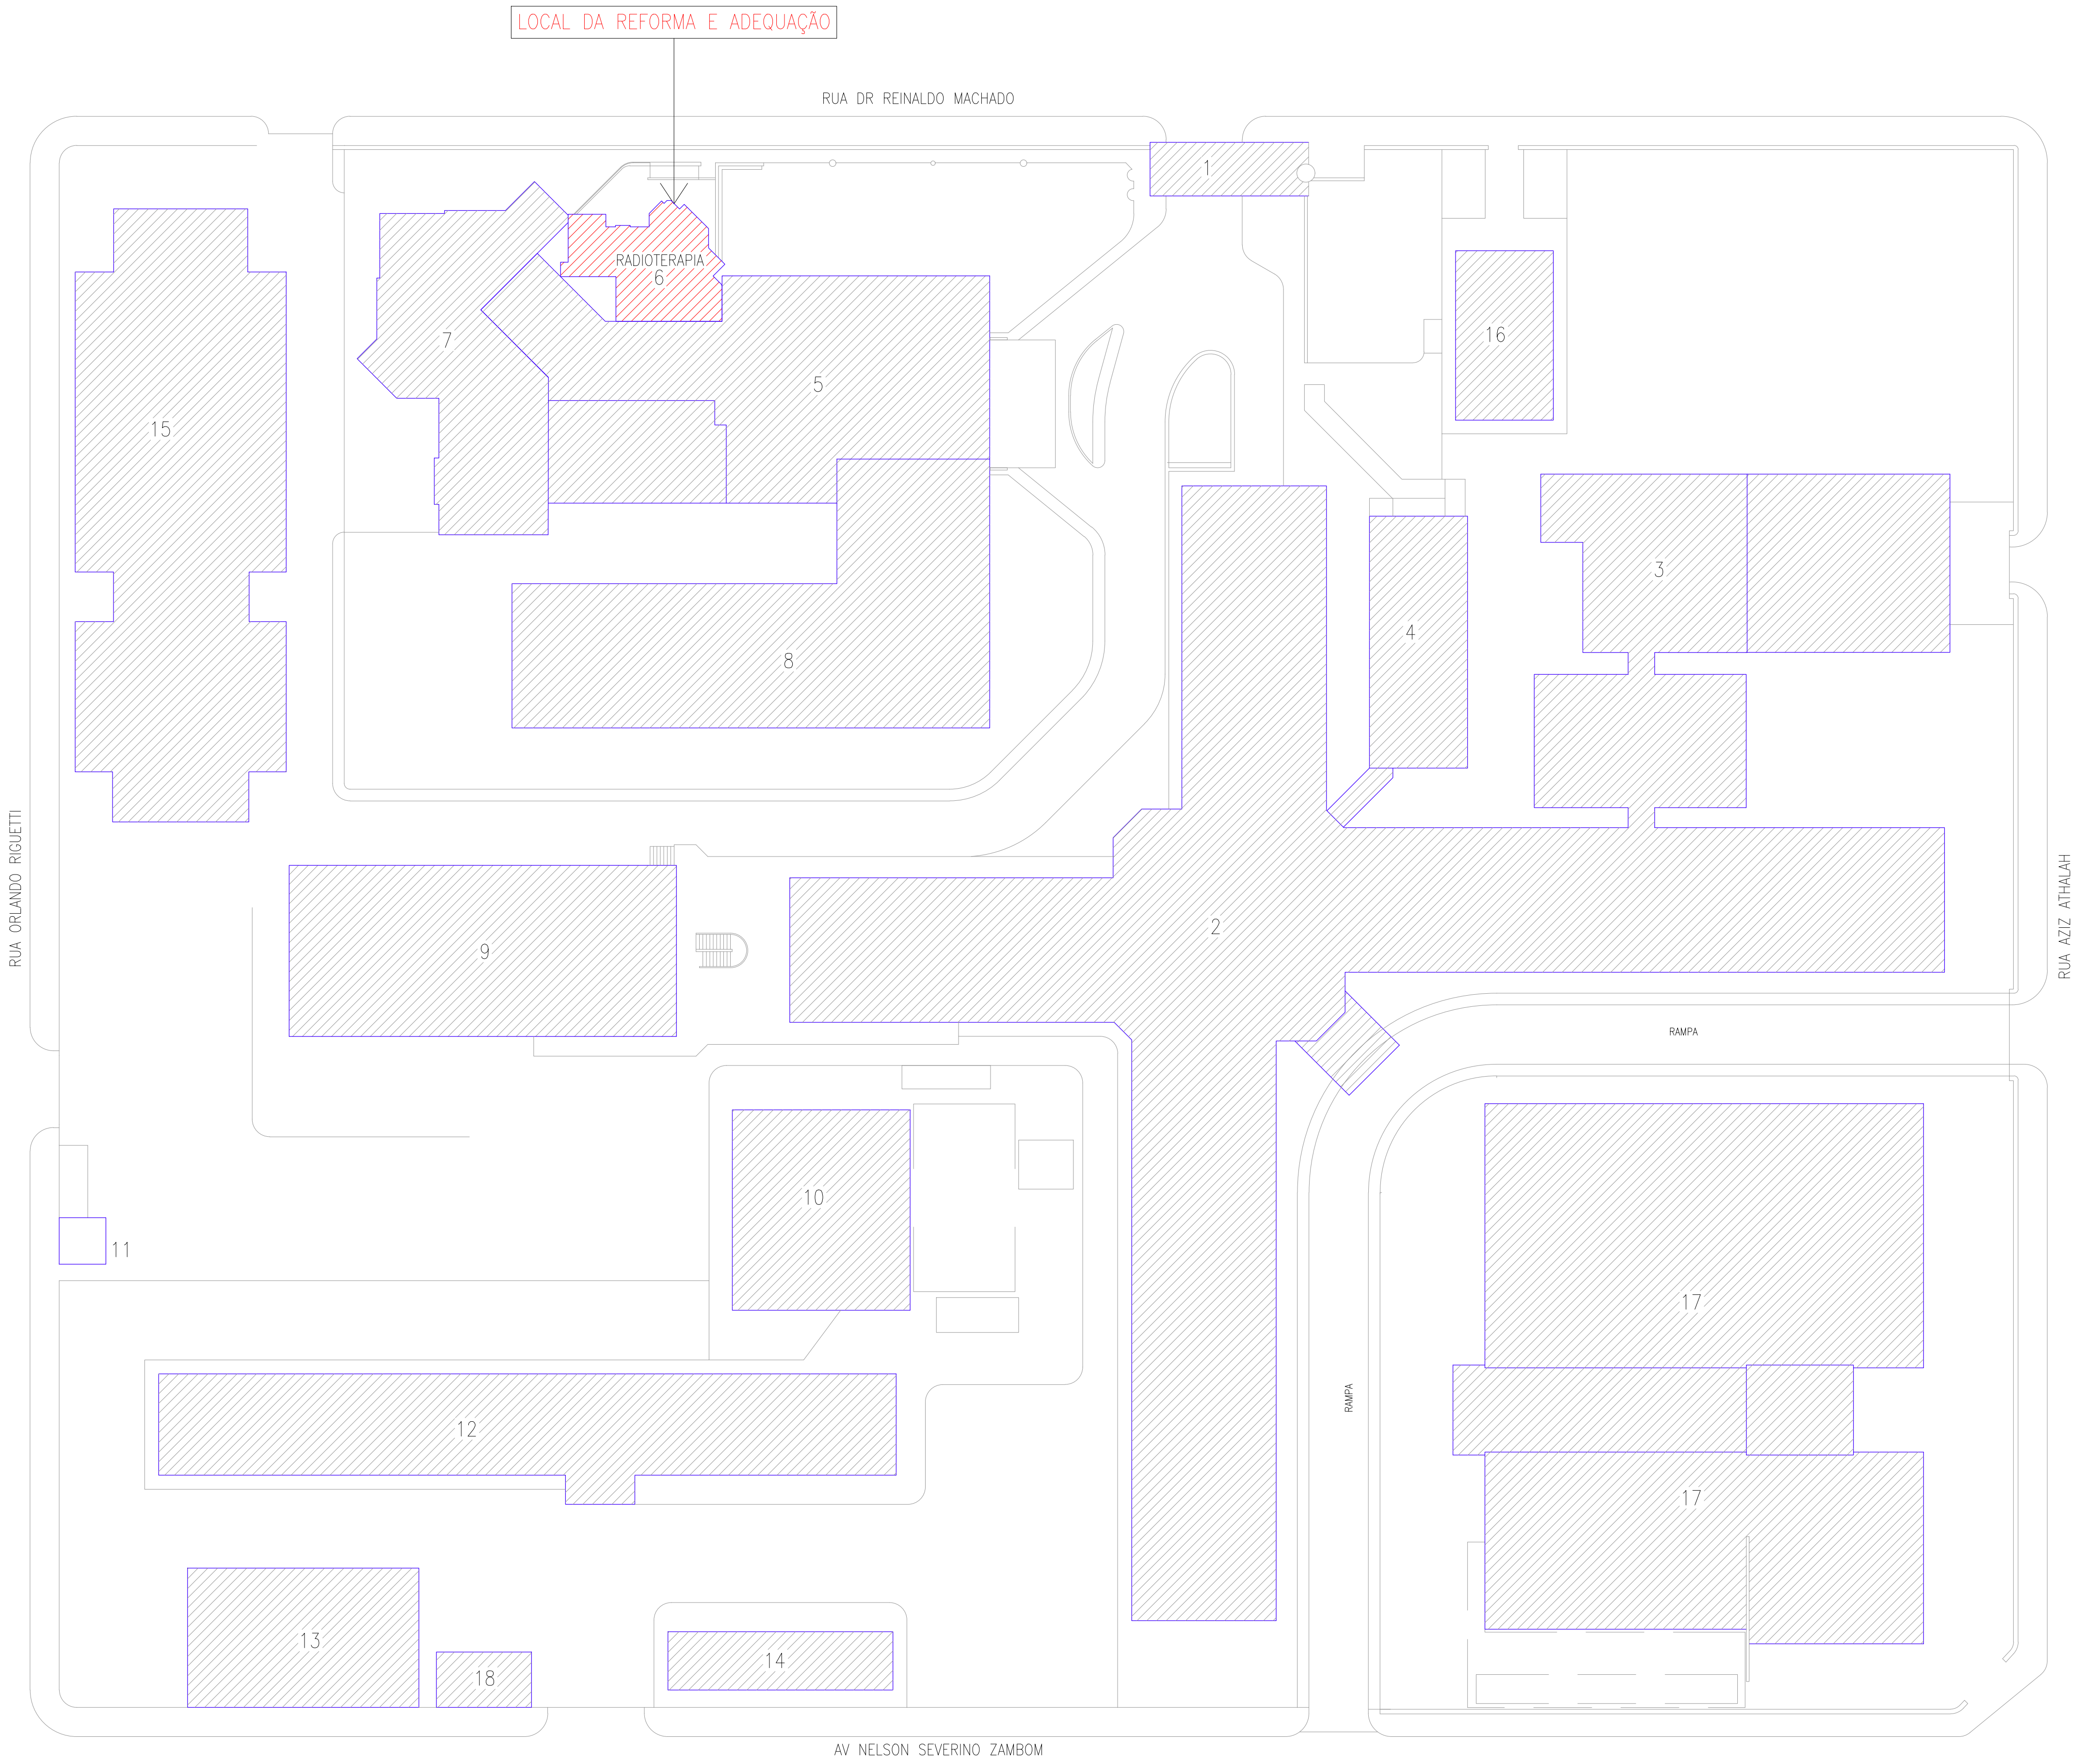 LOCAL DA REFORMA E ADEQUAÇÃO
RUA DR REINALDO MACHADO
1
RADIOTERAPIA
6
16
7
5
15
3
4
8
RUA ORLANDO RIGUETTI
RUA AZIZ ATHALAH
2
9
RAMPA
10
11
17
RAMPA
12
17
13
14
18
AV NELSON SEVERINO ZAMBOM